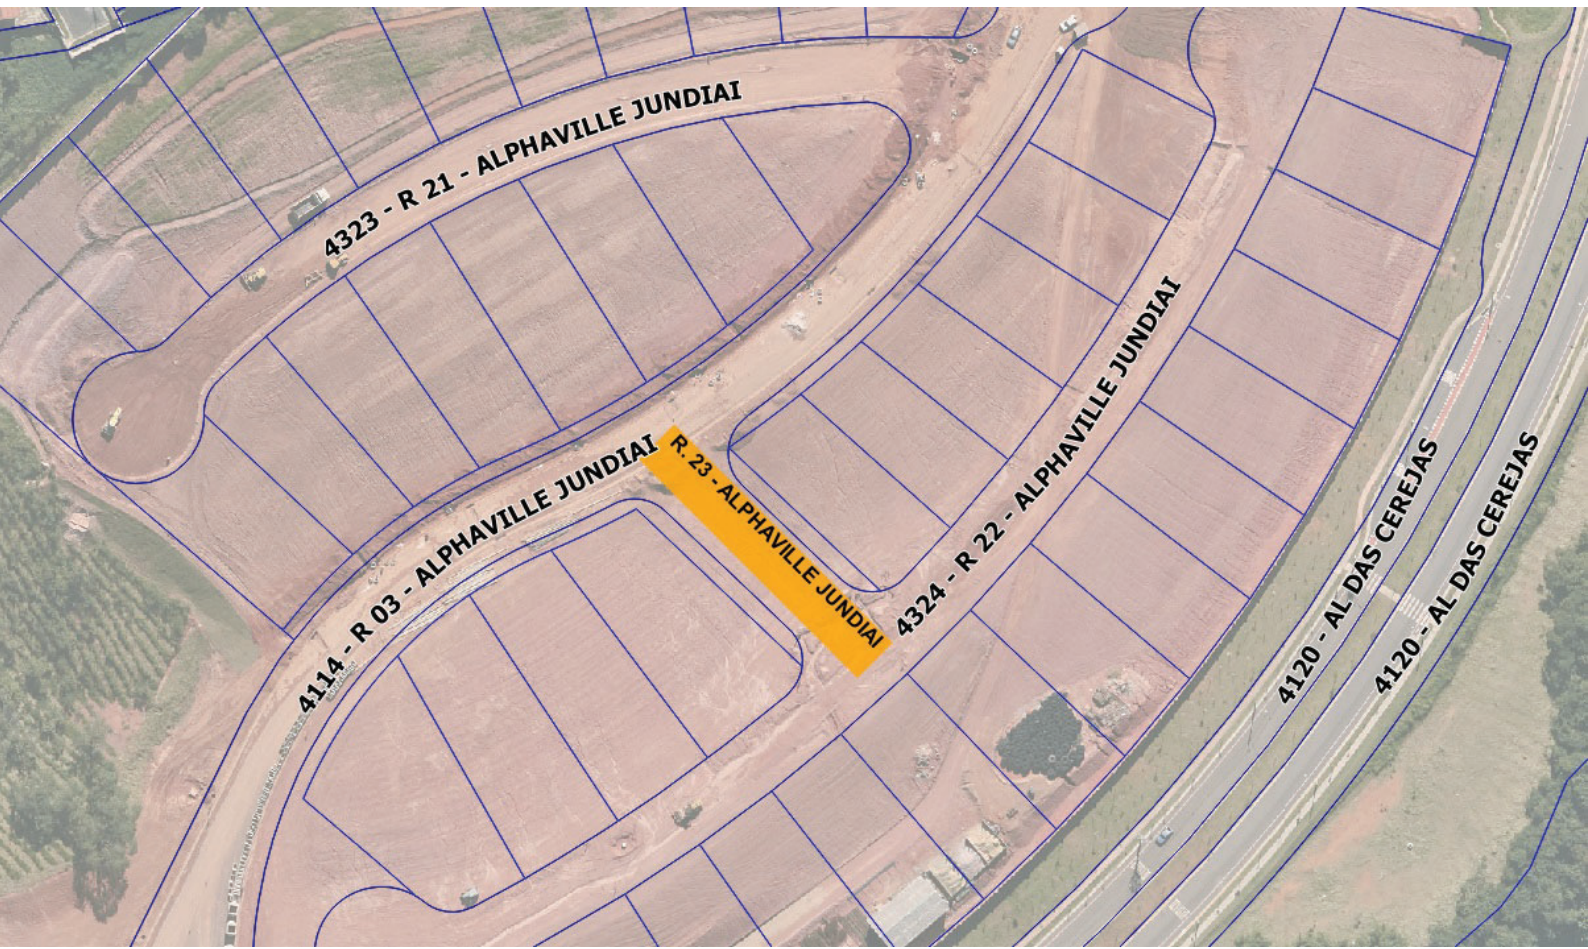 4323 - R 21 - ALPHAVILLE JUNDIAI
4114 - R 03 - ALPHAVILLE JUNDIAI
R. 23 - ALPHAVILLE JUNDIAI
4324 - R 22 - ALPHAVILLE JUNDIAI
4120 - AL DAS CEREJAS
4120 - AL DAS CEREJAS